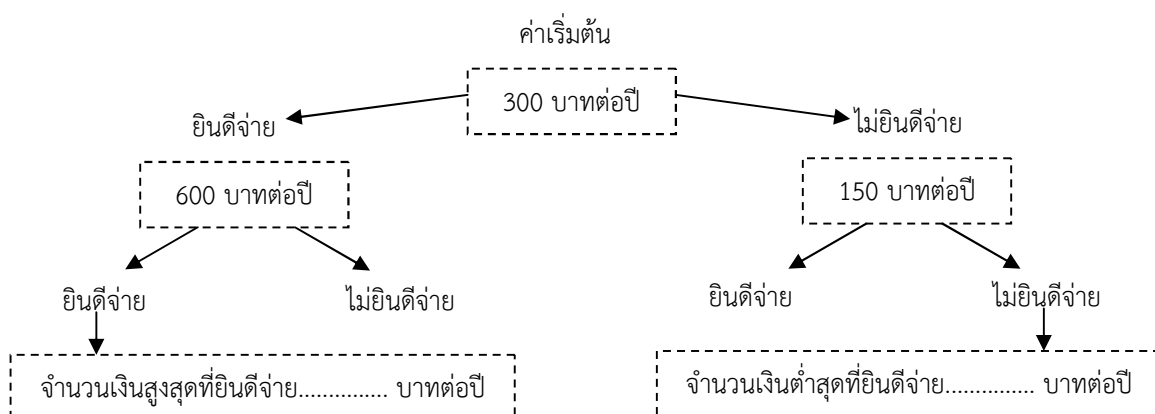 ค่าเริ่มต้น
300 บาทต่อปี
ยินดีจ่าย
ไม่ยินดีจ่าย
600 บาทต่อปี
150 บาทต่อปี
ยินดีจ่าย
ไม่ยินดีจ่าย
ยินดีจ่าย
ไม่ยินดีจ่าย
จำนวนเงินสูงสุดที่ยินดีจ่าย............... บาทต่อปี
จำนวนเงินต่ำสุดที่ยินดีจ่าย............... บาทต่อปี